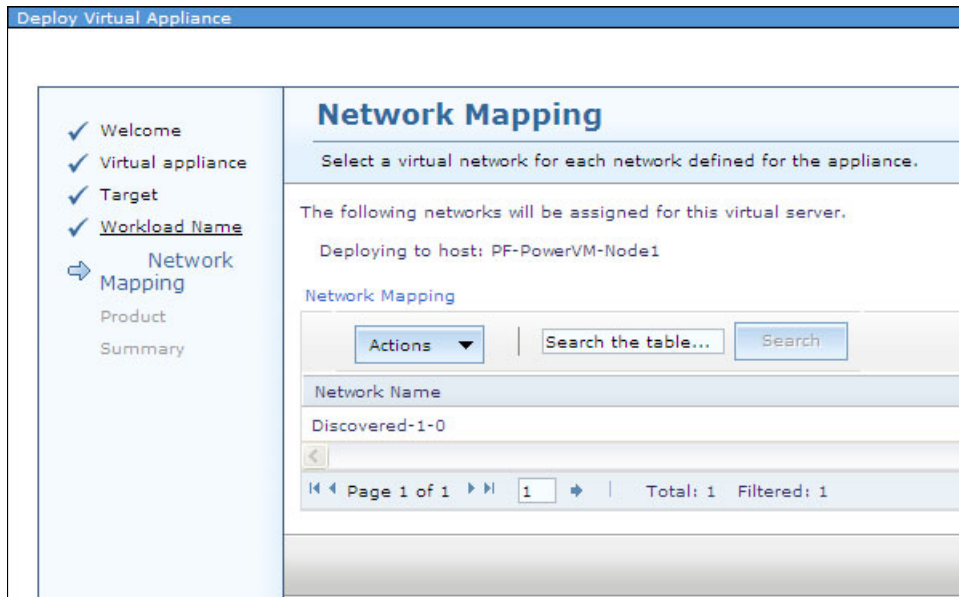 Deploy Virtual Appliance
Welcome
Virtual appliance
Target
Workload Name
Network
Mapping
Product
Summary
Network Mapping
Select a virtual network for each network defined for the appliance.
The following networks will be assigned for this virtual server.
Deploying to host: PF-PowerVM-Node1
Network Mapping
Actions Search the table... Search
Network Name
Discovered-1-0
Page 1 of 1 1 Total: 1 Filtered: 1